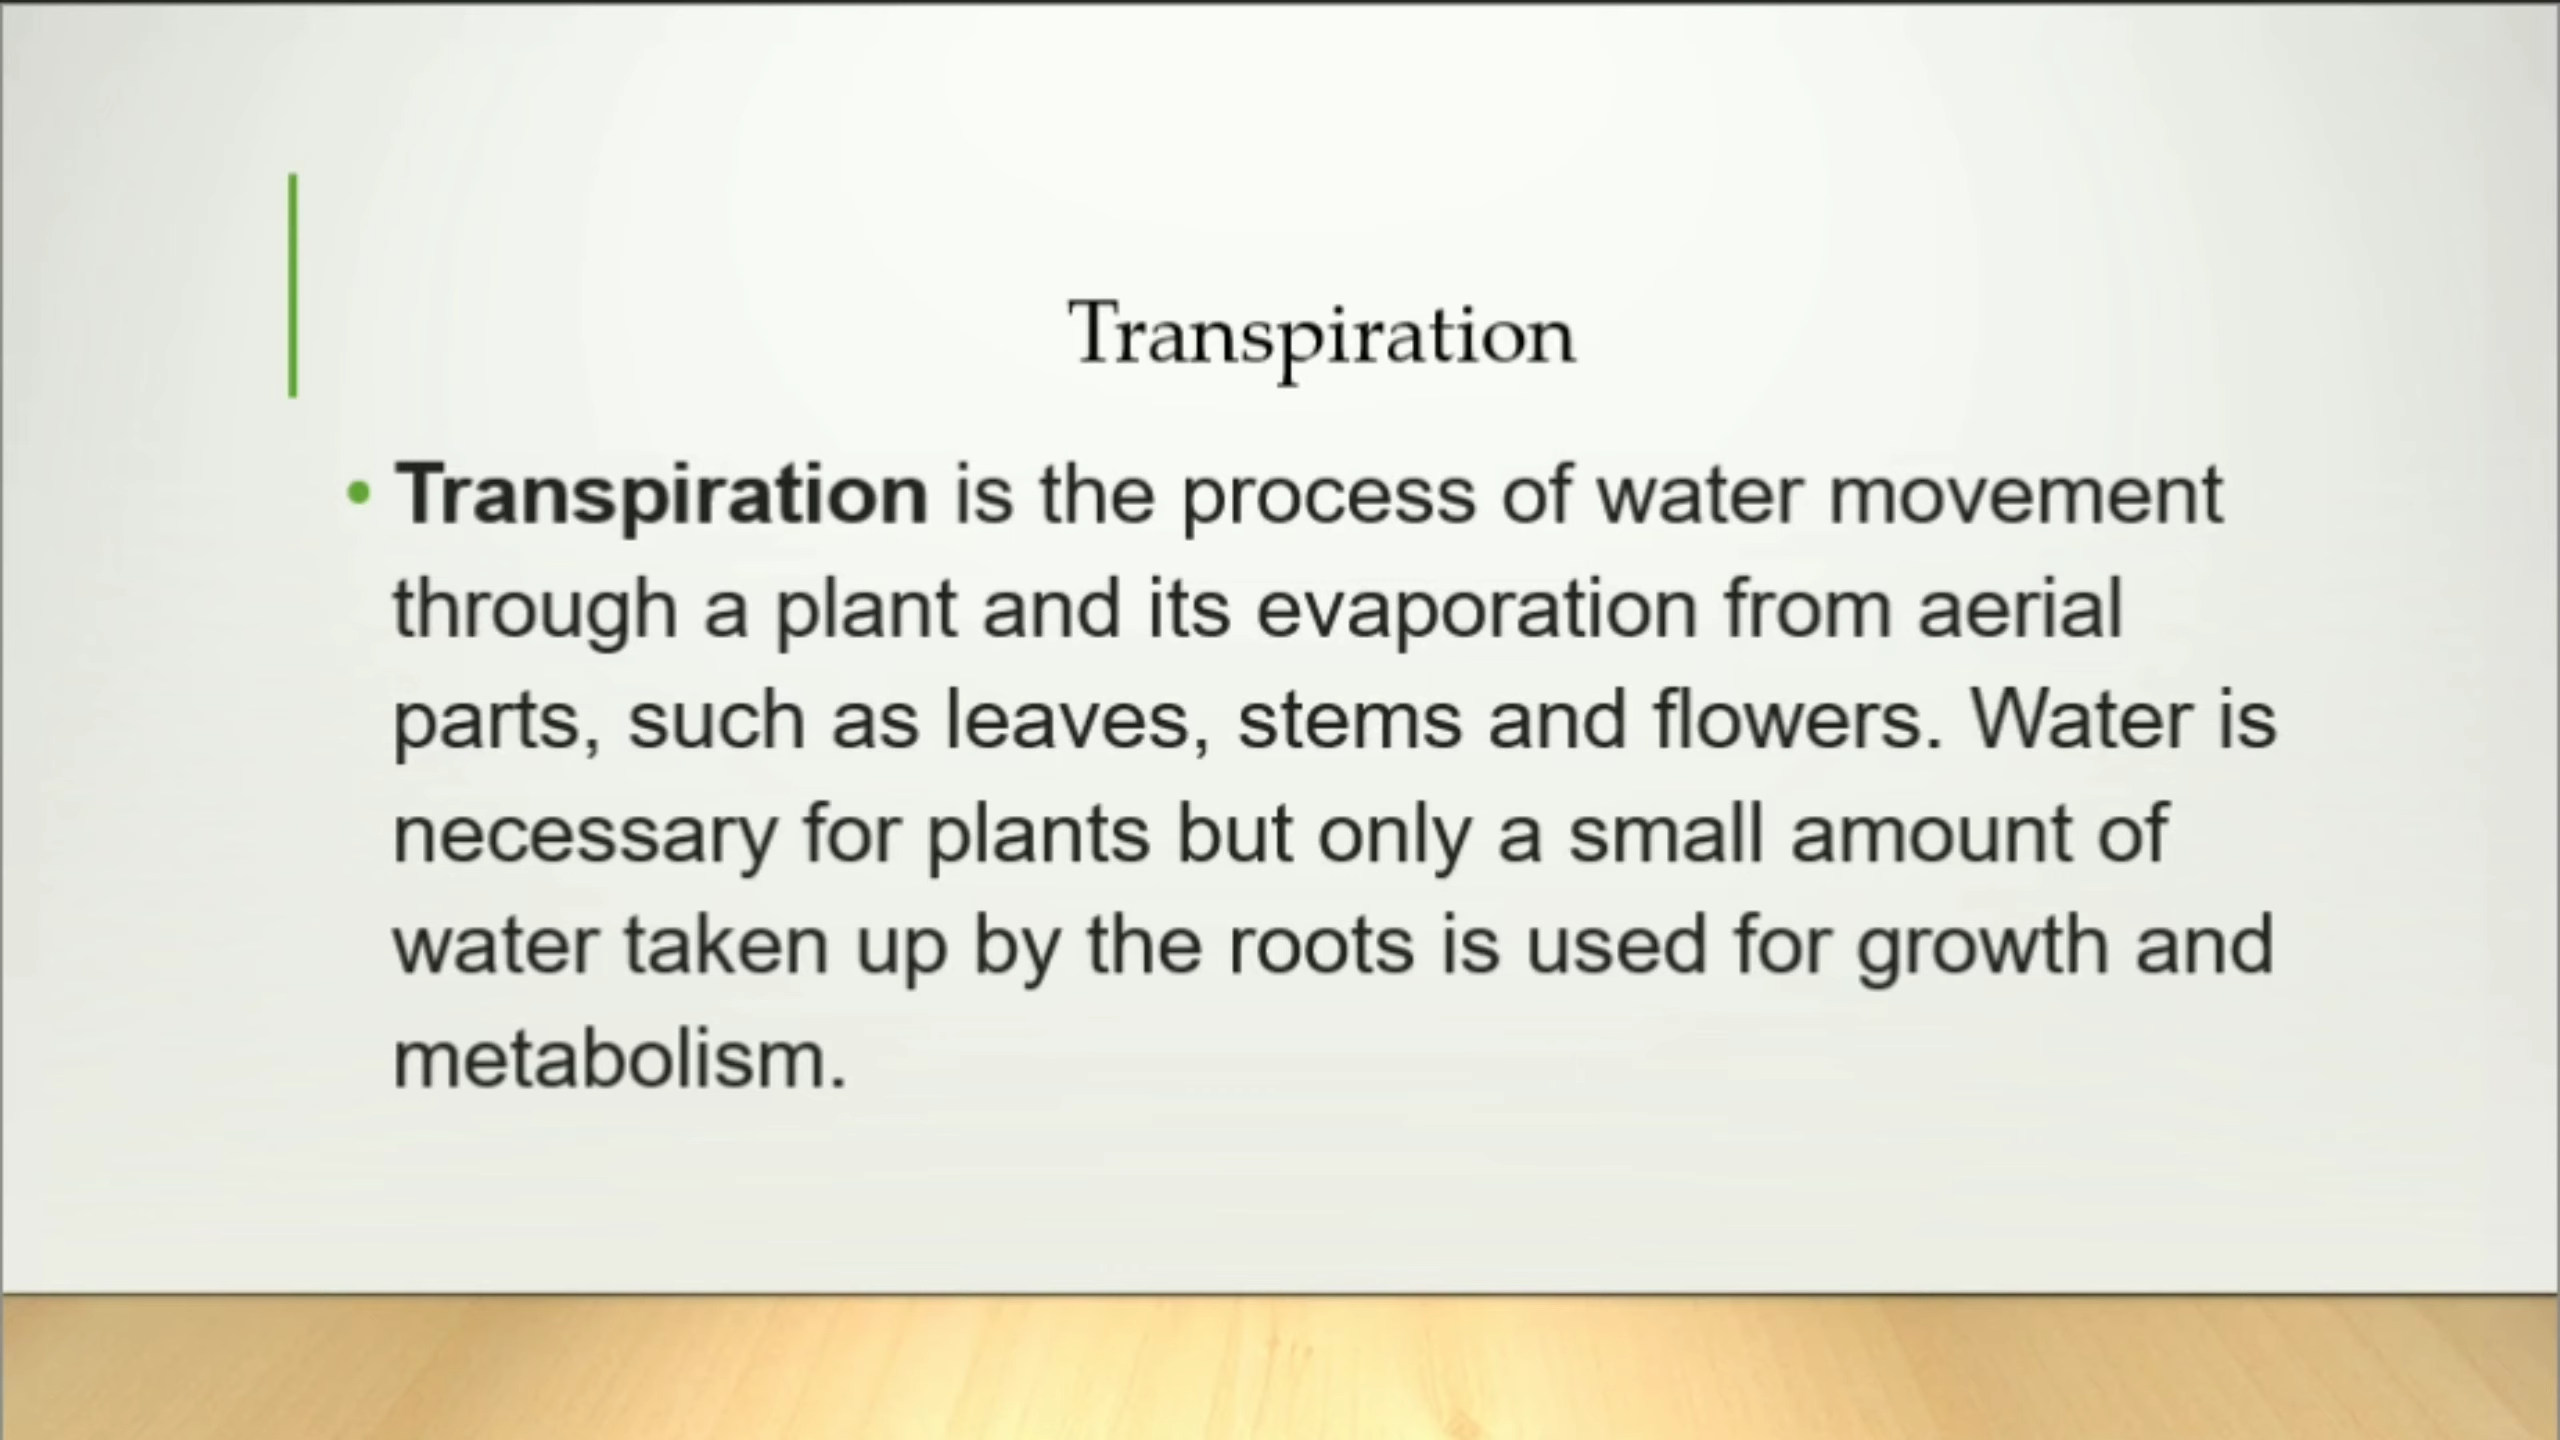 Transpiration
• Transpiration is the process of water movement
through a plant and its evaporation from aerial
parts, such as leaves, stems and flowers. Water is
necessary for plants but only a small amount of
water taken up by the roots is used for growth and
metabolism.